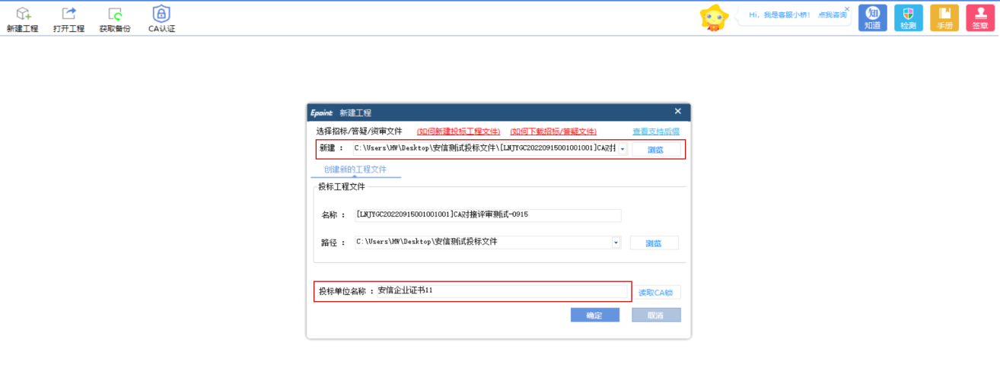 新建工程 打开工程 获取备份 CA认证
Hi，我是客服小桥！ 点我咨询
知 知道 检测 手册 签章
Epoint 新建工程
选择招标/答疑/资审文件 (如何新建投标工程文件) (如何下载招标/答疑文件) 查看支持后缀
新建 ： C:\Users\HW\Desktop\安信测试投标文件\[LNJYGC20220915001001001]CA对 浏览
创建新的工程文件
投标工程文件
名称 ： [LNJYGC20220915001001001]CA对接评审测试-0915
路径 ： C:\Users\HW\Desktop\安信测试投标文件 浏览
投标单位名称 ： 安信企业证书11 读取CA锁
确定 取消